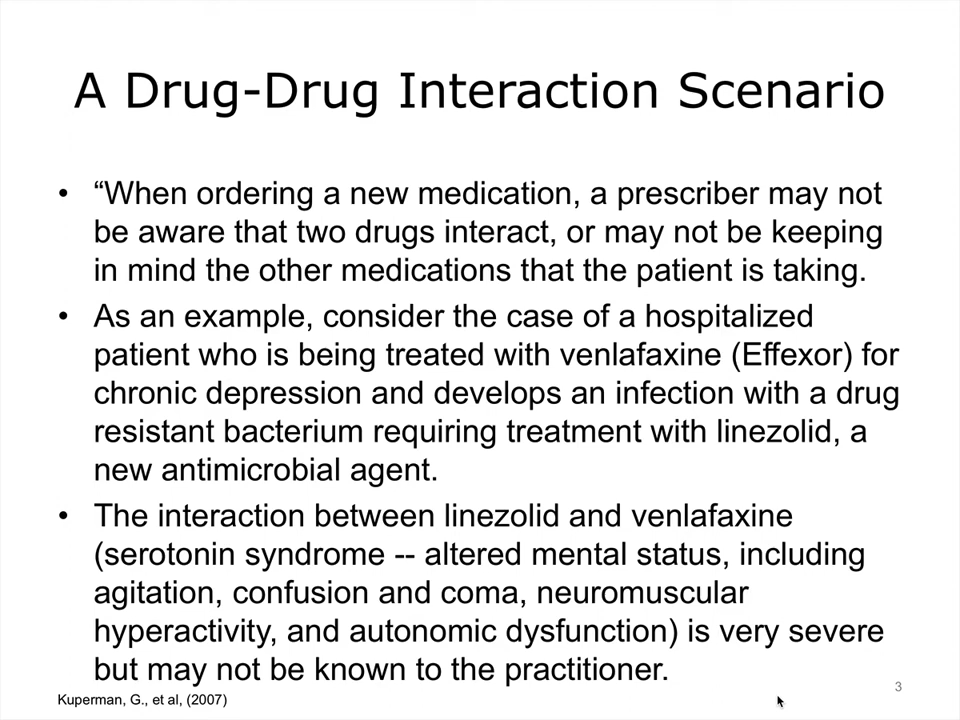 A Drug-Drug Interaction Scenario
• “When ordering a new medication, a prescriber may not
be aware that two drugs interact, or may not be keeping
in mind the other medications that the patient is taking.
• As an example, consider the case of a hospitalized
patient who is being treated with venlafaxine (Effexor) for
chronic depression and develops an infection with a drug
resistant bacterium requiring treatment with linezolid, a
new antimicrobial agent.
• The interaction between linezolid and venlafaxine
(serotonin syndrome -- altered mental status, including
agitation, confusion and coma, neuromuscular
hyperactivity, and autonomic dysfunction) is very severe
but may not be known to the practitioner.
Kuperman, G., et al, (2007)
3